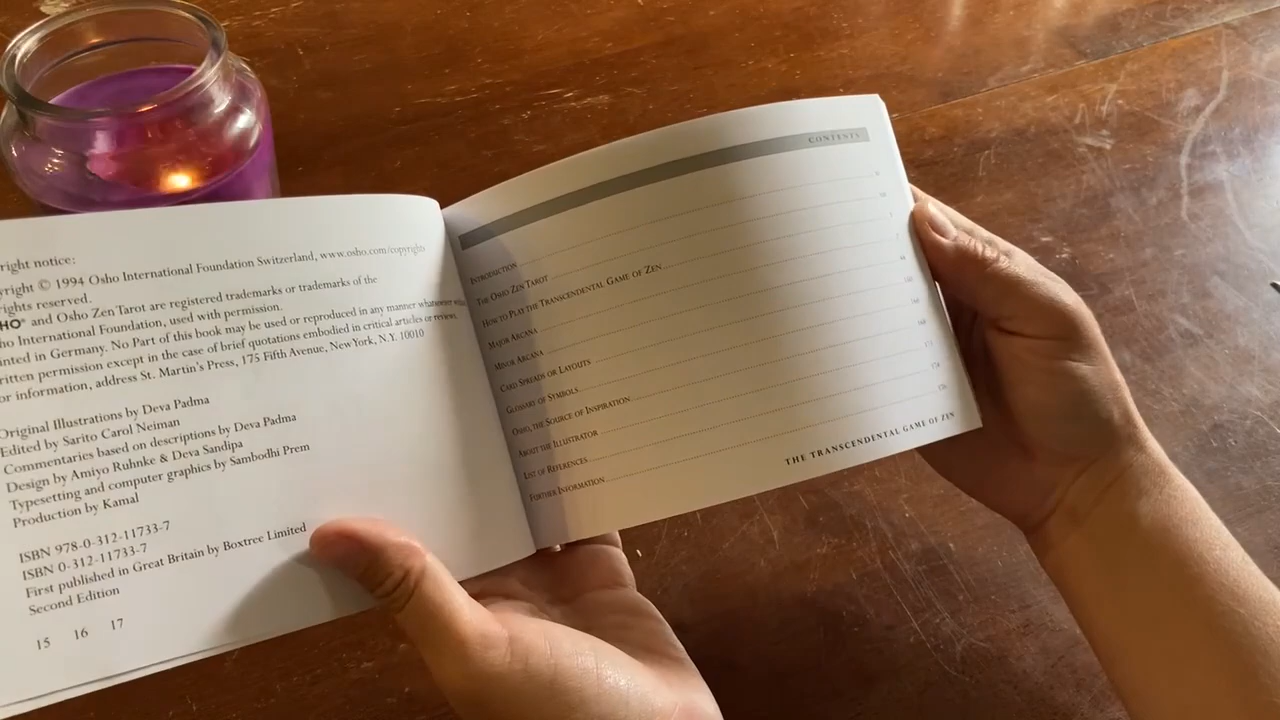 right notice:
yright © 1994 Osho International Foundation Switzerland, www.osho.com/copyrights
rights reserved.
HO® and Osho Zen Tarot are registered trademarks or trademarks of the
ho International Foundation, used with permission.
inted in Germany. No Part of this book may be used or reproduced in any manner whatsoever
ritten permission except in the case of brief quotations embodied in critical articles or review.
or information, address St. Martin's Press, 175 Fifth Avenue, New York, N.Y. 10010
Original Illustrations by Deva Padma
Edited by Sarito Carol Neiman
Commentaries based on descriptions by Deva Padma
Design by Amiyo Ruhnke & Deva Sandipa
Typesetting and computer graphics by Sambodhi Prem
Production by Kamal
ISBN 978-0-312-11733-7
ISBN 0-312-11733-7
First published in Great Britain by Boxtree Limited
Second Edition
15 16 17
CONTENTS
INTRODUCTION
THE OSHO ZEN TAROT
HOW TO PLAY THE TRANSCENDENTAL GAME OF ZEN
MAJOR ARCANA
MINOR ARCANA
CARD SPREADS OR LAYOUTS
GLOSSARY OF SYMBOLS
OSHO, THE SOURCE OF INSPIRATION
ABOUT THE ILLUSTRATOR
LIST OF REFERENCES
FURTHER INFORMATION
THE TRANSCENDENTAL GAME OF ZEN